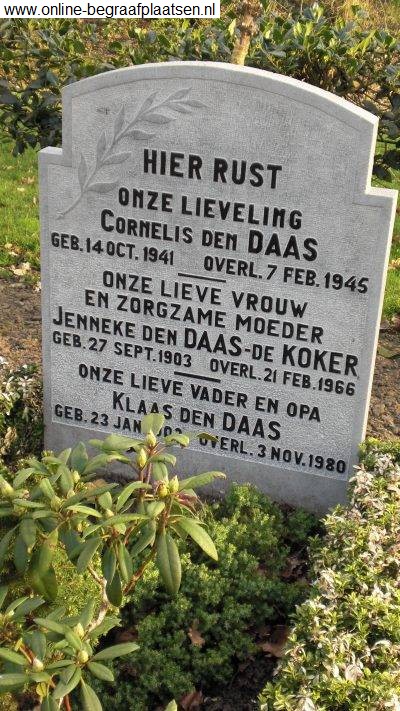 www.online-begraafplaatsen.nl
HIER RUST
ONZE LIEVELING
CORNELIS DEN DAAS
GEB. 14 OCT. 1941 OVERL. 7 FEB. 1945
ONZE LIEVE VROUW
EN ZORGZAME MOEDER
JENNEKE DEN DAAS-DE KOKER
GEB. 27 SEPT. 1903 OVERL. 21 FEB. 1966
ONZE LIEVE VADER EN OPA
KLAAS DEN DAAS
GEB. 23 OVERL. 3 NOV. 1980